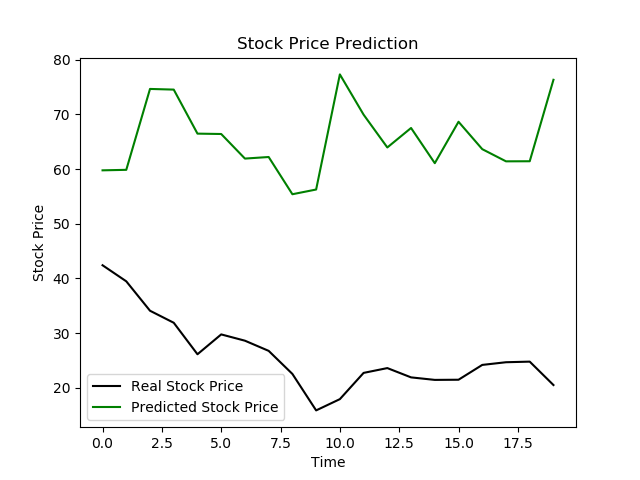 Stock Price Prediction
80
70
60
50
40
30
20
Stock Price
Real Stock Price
Predicted Stock Price
0.0 2.5 5.0 7.5 10.0 12.5 15.0 17.5
Time